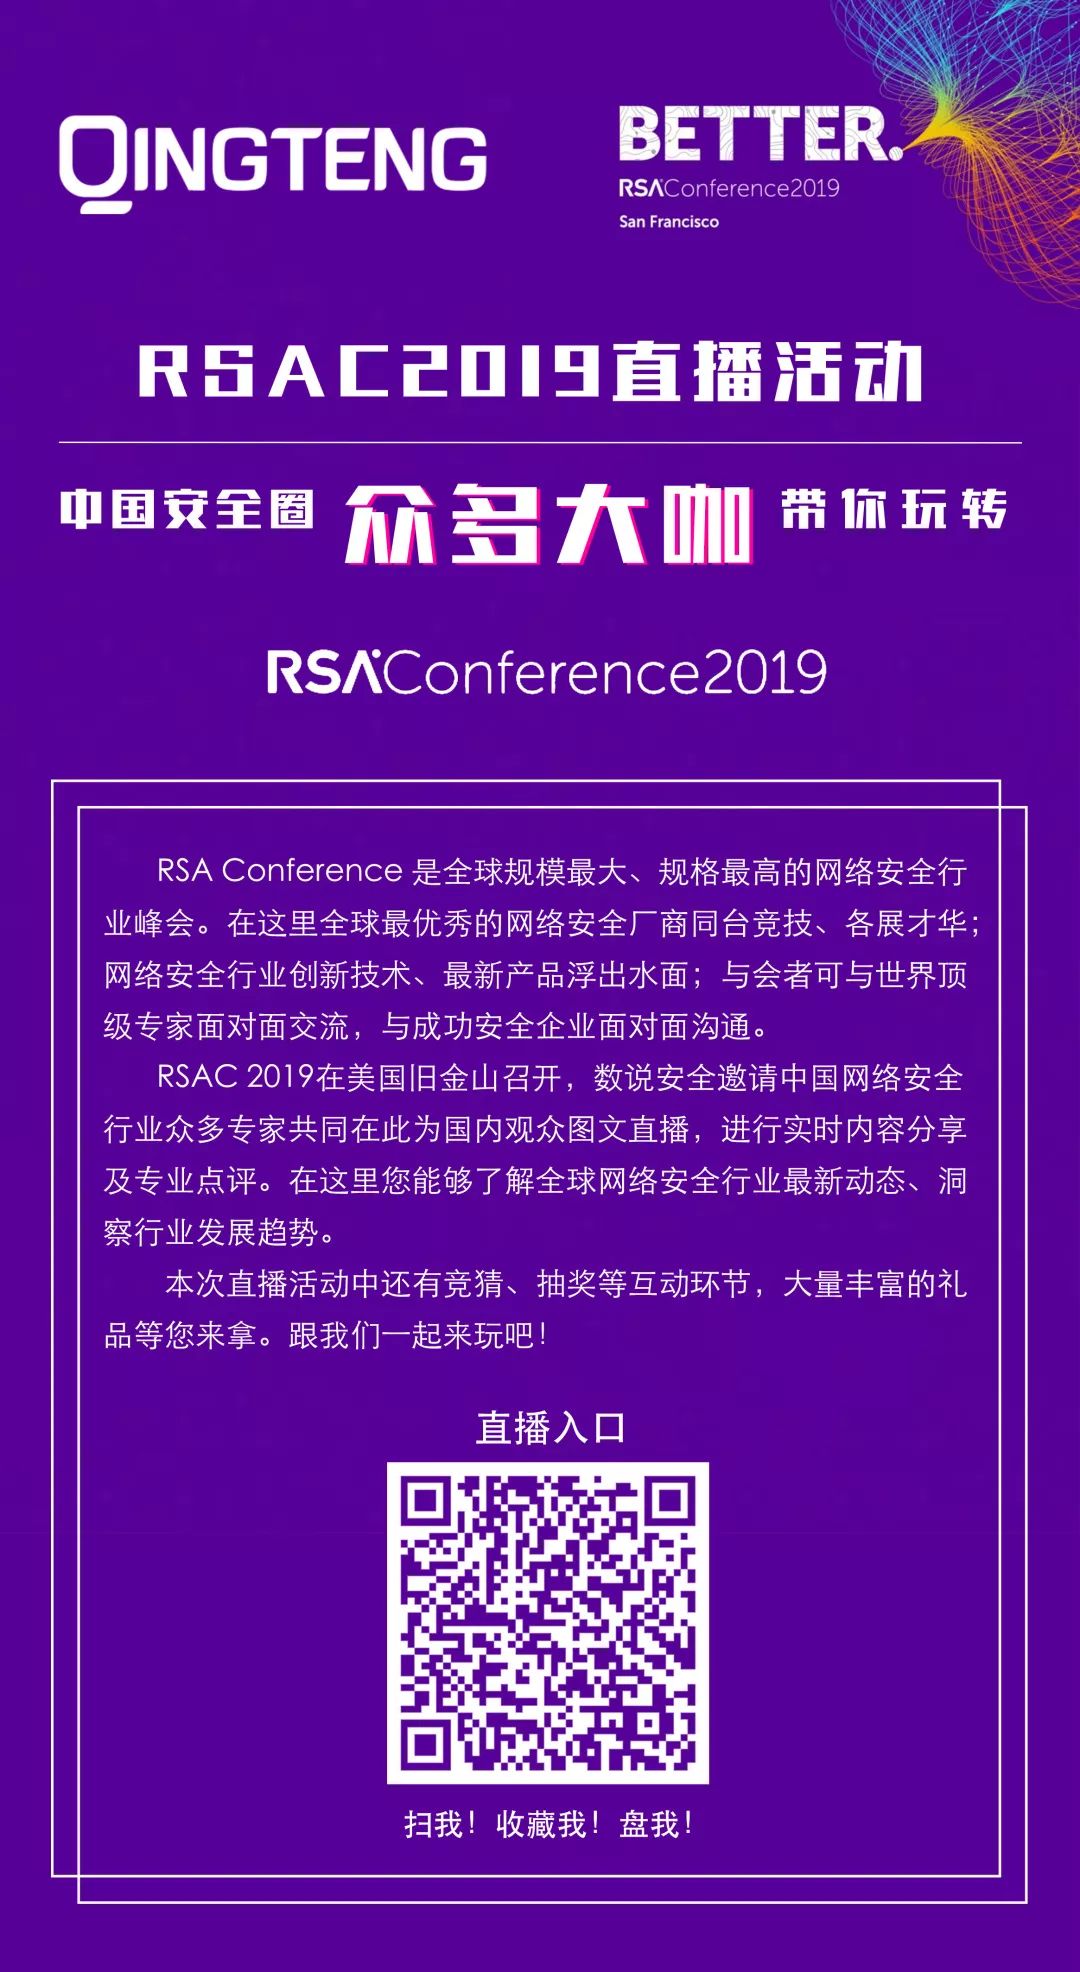 QINGTENG
BETTER.
RSAConference2019
San Francisco
RSAC2019直播活动
中国安全圈 众多大咖 带你玩转
RSAConference2019
RSA Conference 是全球规模最大、规格最高的网络安全行
业峰会。在这里全球最优秀的网络安全厂商同台竞技、各展才华；
网络安全行业创新技术、最新产品浮出水面；与会者可与世界顶
级专家面对面交流，与成功安全企业面对面沟通。
RSAC 2019在美国旧金山召开，数说安全邀请中国网络安全
行业众多专家共同在此为国内观众图文直播，进行实时内容分享
及专业点评。在这里您能够了解全球网络安全行业最新动态、洞
察行业发展趋势。
本次直播活动中还有竞猜、抽奖等互动环节，大量丰富的礼
品等您来拿。跟我们一起来玩吧！
直播入口
扫我！收藏我！盘我！